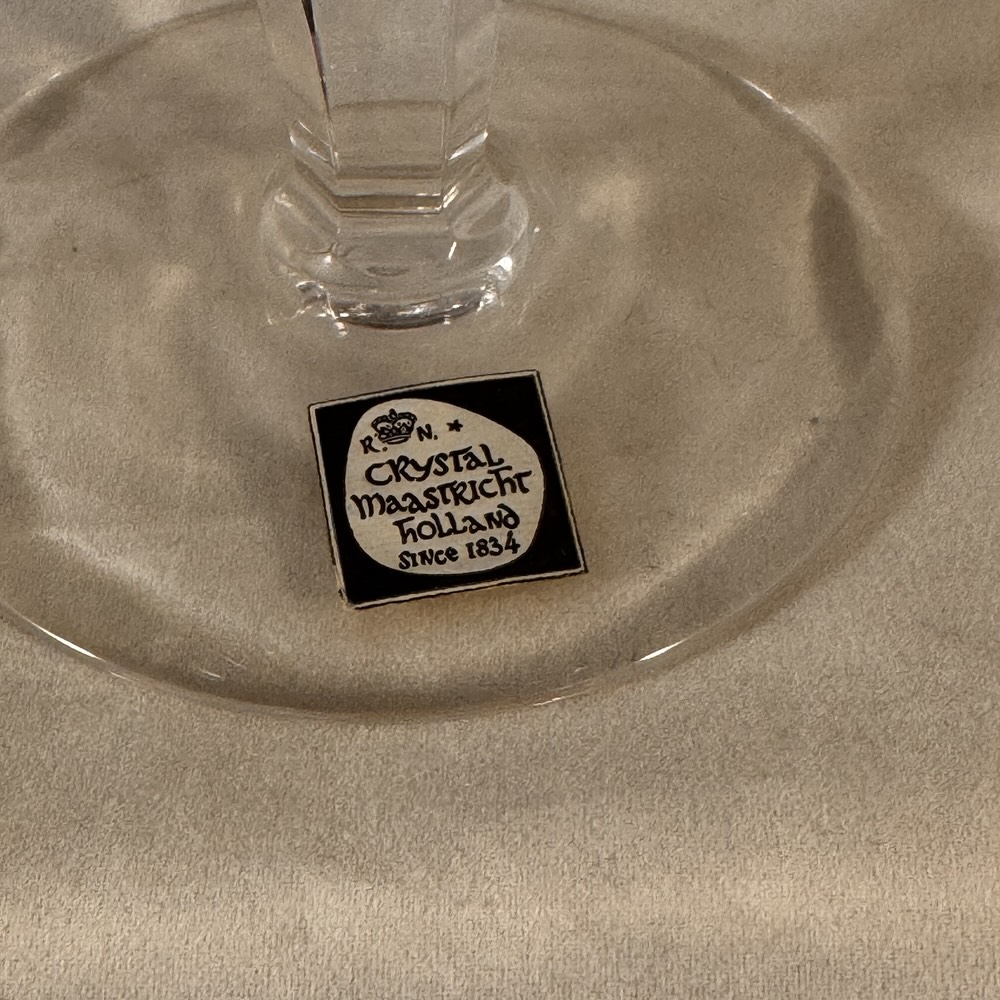 R. N. *
CRYSTAL
MAASTRICHT
HOLLAND
SINCE 1834